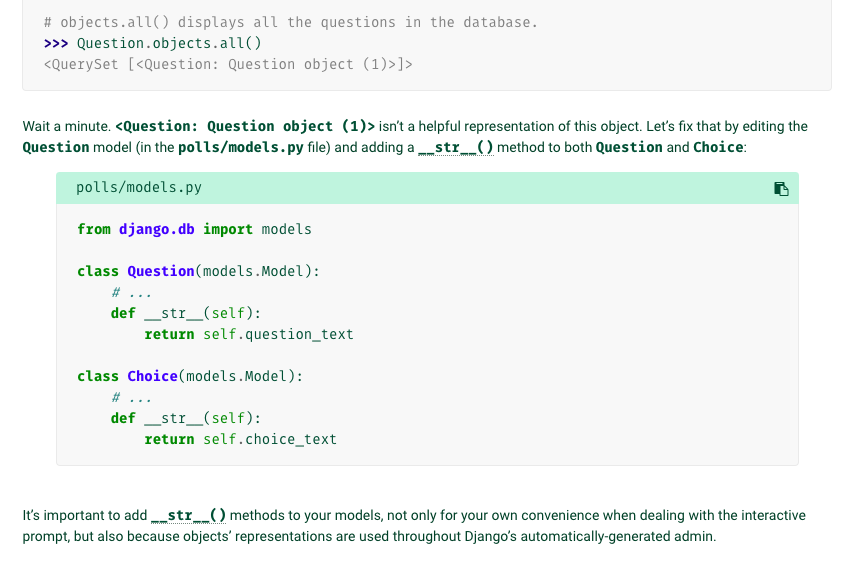 # objects.all() displays all the questions in the database.
>>> Question.objects.all()
<QuerySet [<Question: Question object (1)>]>
Wait a minute. <Question: Question object (1)> isn’t a helpful representation of this object. Let’s fix that by editing the
Question model (in the polls/models.py file) and adding a __str__() method to both Question and Choice:
polls/models.py
from django.db import models
class Question(models.Model):
    # ...
    def __str__(self):
        return self.question_text
class Choice(models.Model):
    # ...
    def __str__(self):
        return self.choice_text
It’s important to add __str__() methods to your models, not only for your own convenience when dealing with the interactive
prompt, but also because objects’ representations are used throughout Django’s automatically-generated admin.